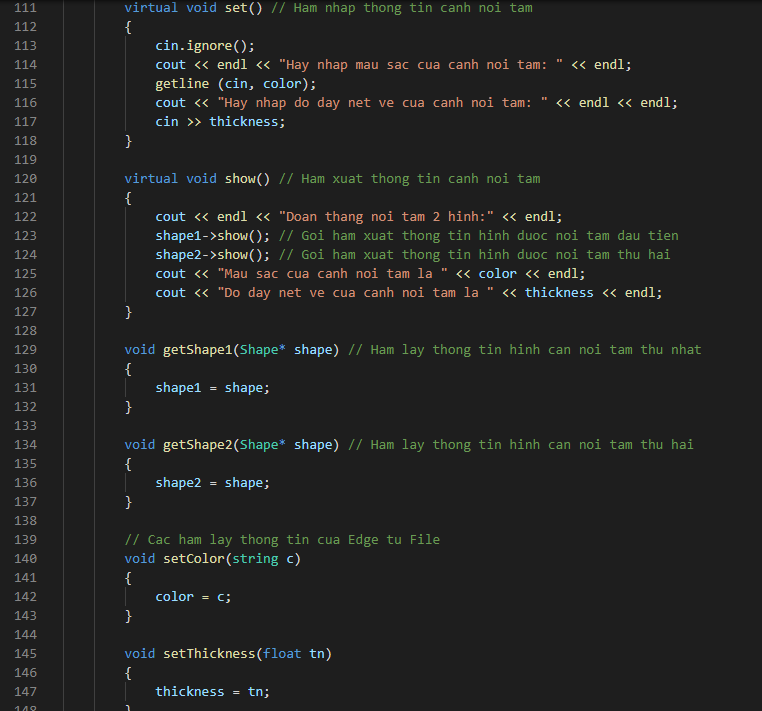 111 virtual void set() // Ham nhap thong tin canh noi tam
112 {
113 cin.ignore();
114 cout << endl << "Hay nhap mau sac cua canh noi tam: " << endl;
115 getline (cin, color);
116 cout << "Hay nhap do day net ve cua canh noi tam: " << endl << endl;
117 cin >> thickness;
118 }
119
120 virtual void show() // Ham xuat thong tin canh noi tam
121 {
122 cout << endl << "Doan thang noi tam 2 hinh:" << endl;
123 shape1->show(); // Goi ham xuat thong tin hinh duoc noi tam dau tien
124 shape2->show(); // Goi ham xuat thong tin hinh duoc noi tam thu hai
125 cout << "Mau sac cua canh noi tam la " << color << endl;
126 cout << "Do day net ve cua canh noi tam la " << thickness << endl;
127 }
128
129 void getShape1(Shape* shape) // Ham lay thong tin hinh can noi tam thu nhat
130 {
131 shape1 = shape;
132 }
133
134 void getShape2(Shape* shape) // Ham lay thong tin hinh can noi tam thu hai
135 {
136 shape2 = shape;
137 }
138
139 // Cac ham lay thong tin cua Edge tu File
140 void setColor(string c)
141 {
142 color = c;
143 }
144
145 void setThickness(float tn)
146 {
147 thickness = tn;
148 }